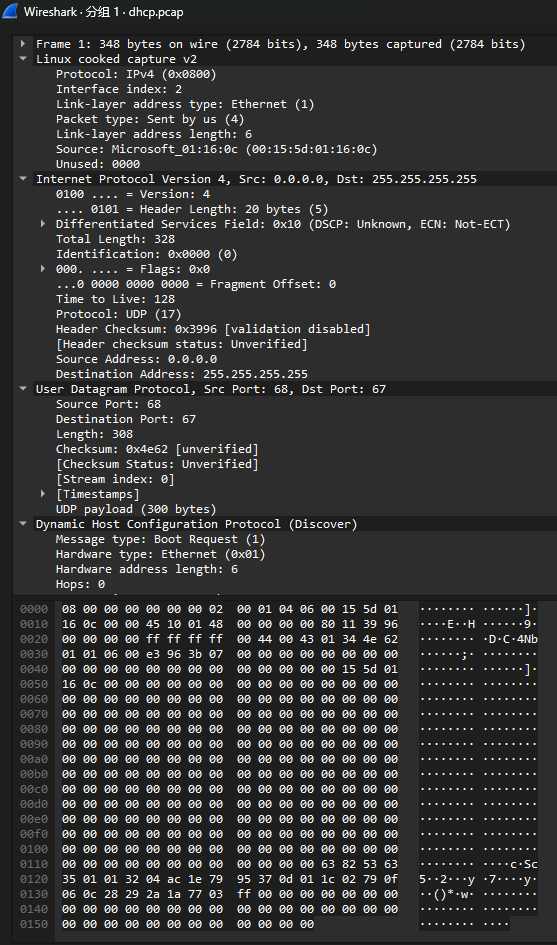 Wireshark · 分组 1 · dhcp.pcap
Frame 1: 348 bytes on wire (2784 bits), 348 bytes captured (2784 bits)
Linux cooked capture v2
Protocol: IPv4 (0x0800)
Interface index: 2
Link-layer address type: Ethernet (1)
Packet type: Sent by us (4)
Link-layer address length: 6
Source: Microsoft_01:16:0c (00:15:5d:01:16:0c)
Unused: 0000
Internet Protocol Version 4, Src: 0.0.0.0, Dst: 255.255.255.255
0100 .... = Version: 4
.... 0101 = Header Length: 20 bytes (5)
Differentiated Services Field: 0x10 (DSCP: Unknown, ECN: Not-ECT)
Total Length: 328
Identification: 0x0000 (0)
000. .... = Flags: 0x0
...0 0000 0000 0000 = Fragment Offset: 0
Time to Live: 128
Protocol: UDP (17)
Header Checksum: 0x3996 [validation disabled]
[Header checksum status: Unverified]
Source Address: 0.0.0.0
Destination Address: 255.255.255.255
User Datagram Protocol, Src Port: 68, Dst Port: 67
Source Port: 68
Destination Port: 67
Length: 308
Checksum: 0x4e62 [unverified]
[Checksum Status: Unverified]
[Stream index: 0]
[Timestamps]
UDP payload (300 bytes)
Dynamic Host Configuration Protocol (Discover)
Message type: Boot Request (1)
Hardware type: Ethernet (0x01)
Hardware address length: 6
Hops: 0
0000 08 00 00 00 00 00 00 02 00 01 04 06 00 15 5d 01 ········ ······]·
0010 16 0c 00 00 45 10 01 48 00 00 00 00 80 11 39 96 ····E··H ······9·
0020 00 00 00 00 ff ff ff ff 00 44 00 43 01 34 4e 62 ········ ·D·C·4Nb
0030 01 01 06 00 e3 96 3b 07 00 00 00 00 00 00 00 00 ······;· ········
0040 00 00 00 00 00 00 00 00 00 00 00 00 00 15 5d 01 ········ ······]·
0050 16 0c 00 00 00 00 00 00 00 00 00 00 00 00 00 00 ········ ········
0060 00 00 00 00 00 00 00 00 00 00 00 00 00 00 00 00 ········ ········
0070 00 00 00 00 00 00 00 00 00 00 00 00 00 00 00 00 ········ ········
0080 00 00 00 00 00 00 00 00 00 00 00 00 00 00 00 00 ········ ········
0090 00 00 00 00 00 00 00 00 00 00 00 00 00 00 00 00 ········ ········
00a0 00 00 00 00 00 00 00 00 00 00 00 00 00 00 00 00 ········ ········
00b0 00 00 00 00 00 00 00 00 00 00 00 00 00 00 00 00 ········ ········
00c0 00 00 00 00 00 00 00 00 00 00 00 00 00 00 00 00 ········ ········
00d0 00 00 00 00 00 00 00 00 00 00 00 00 00 00 00 00 ········ ········
00e0 00 00 00 00 00 00 00 00 00 00 00 00 00 00 00 00 ········ ········
00f0 00 00 00 00 00 00 00 00 00 00 00 00 00 00 00 00 ········ ········
0100 00 00 00 00 00 00 00 00 00 00 00 00 00 00 00 00 ········ ········
0110 00 00 00 00 00 00 00 00 00 00 00 00 63 82 53 63 ········ ····c·Sc
0120 35 01 01 32 04 ac 1e 79 95 37 0d 01 1c 02 79 0f 5··2···y ·7····y·
0130 06 0c 28 29 2a 1a 77 03 ff 00 00 00 00 00 00 00 ··()*·w· ········
0140 00 00 00 00 00 00 00 00 00 00 00 00 00 00 00 00 ········ ········
0150 00 00 00 00 00 00 00 00 00 00 00 00 ········ ····